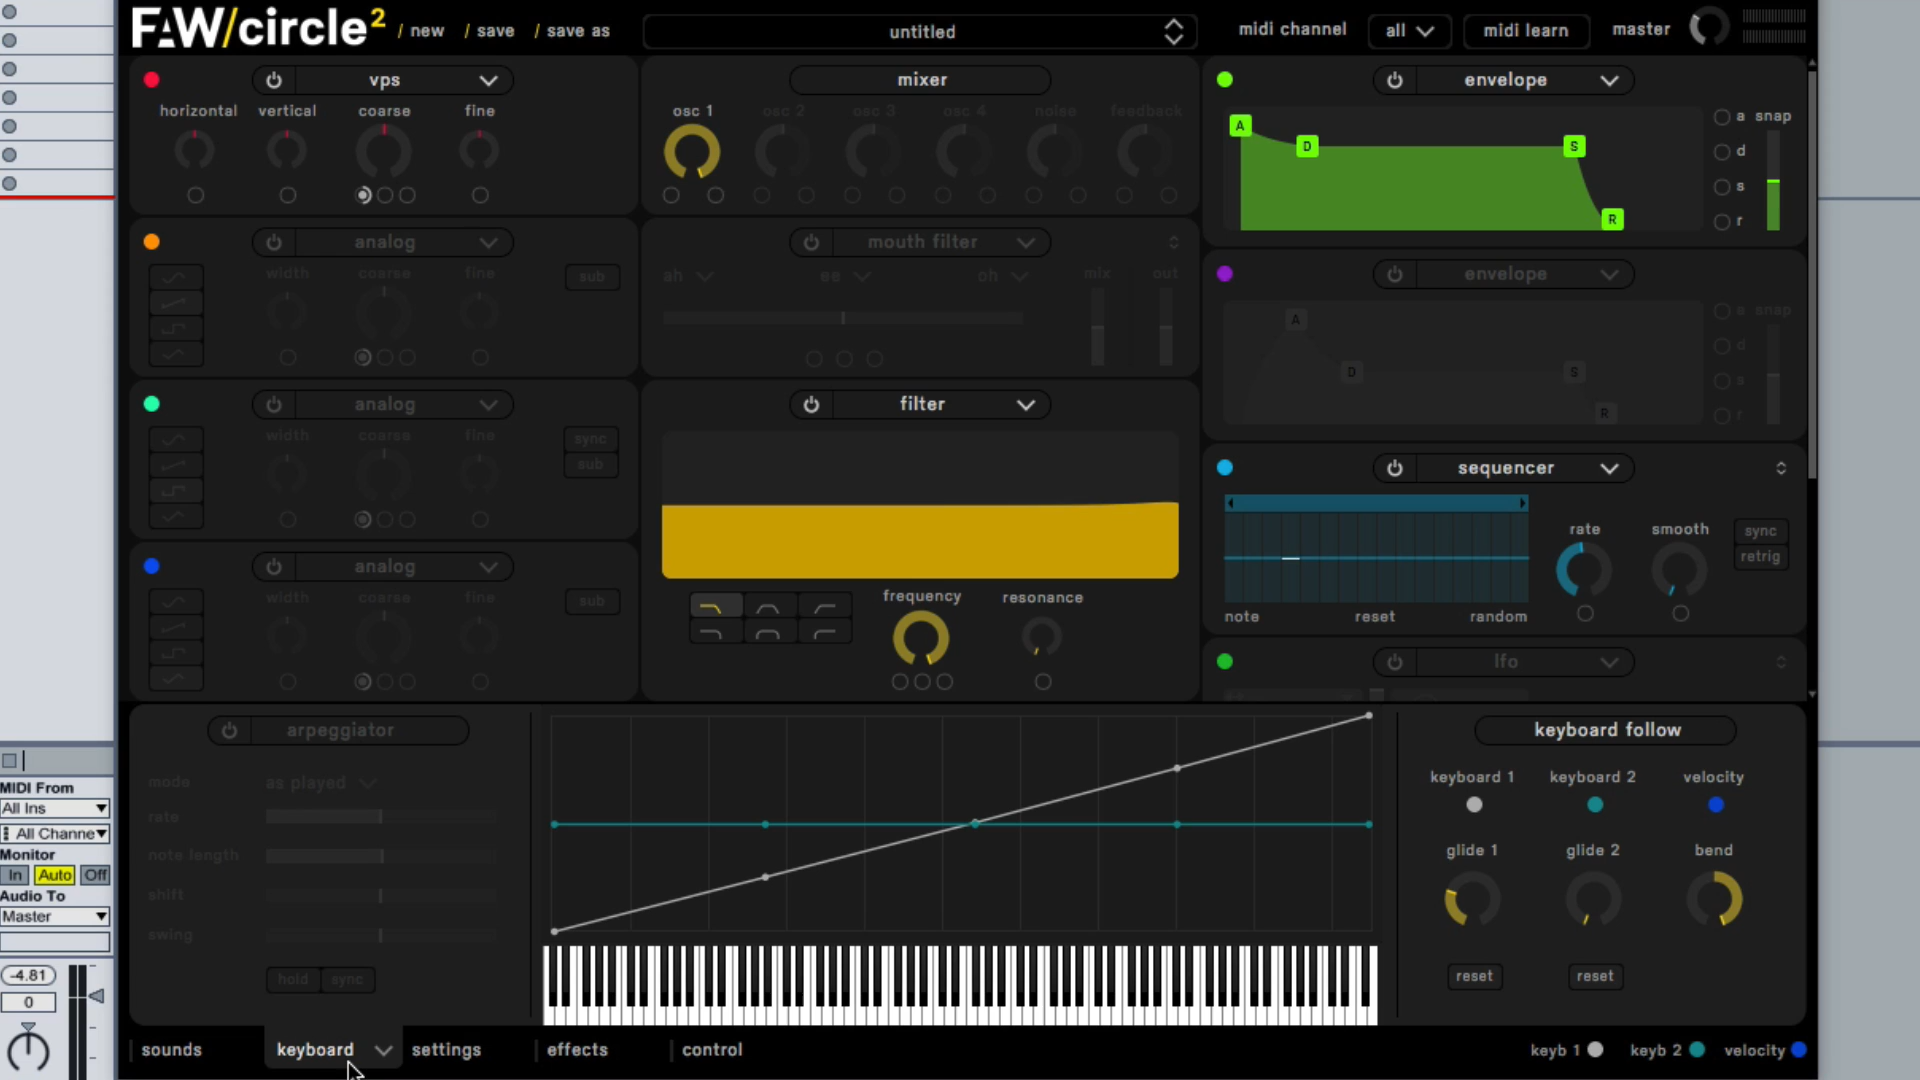 FAW/circle²
/ new / save / save as
untitled
midi channel all midi learn master
vps
horizontal vertical coarse fine
mixer
osc 1 osc 2 osc 3 osc 4 noise feedback
envelope
A D S R
a snap
d
s
r
analog
width coarse fine sub
mouth filter
ah ee oh mix out
envelope
A D S R
a snap
d
s
r
analog
width coarse fine sync
sub
filter
frequency resonance
sequencer
rate smooth sync
retrig
note reset random
analog
width coarse fine sub
lfo
arpeggiator
mode as played
rate
note length
shift
swing
hold sync
keyboard follow
keyboard 1 keyboard 2 velocity
glide 1 glide 2 bend
reset reset
MIDI From
All Ins
All Channe
Monitor
In Auto Off
Audio To
Master
-4.81
0
sounds keyboard settings effects control
keyb 1 keyb 2 velocity